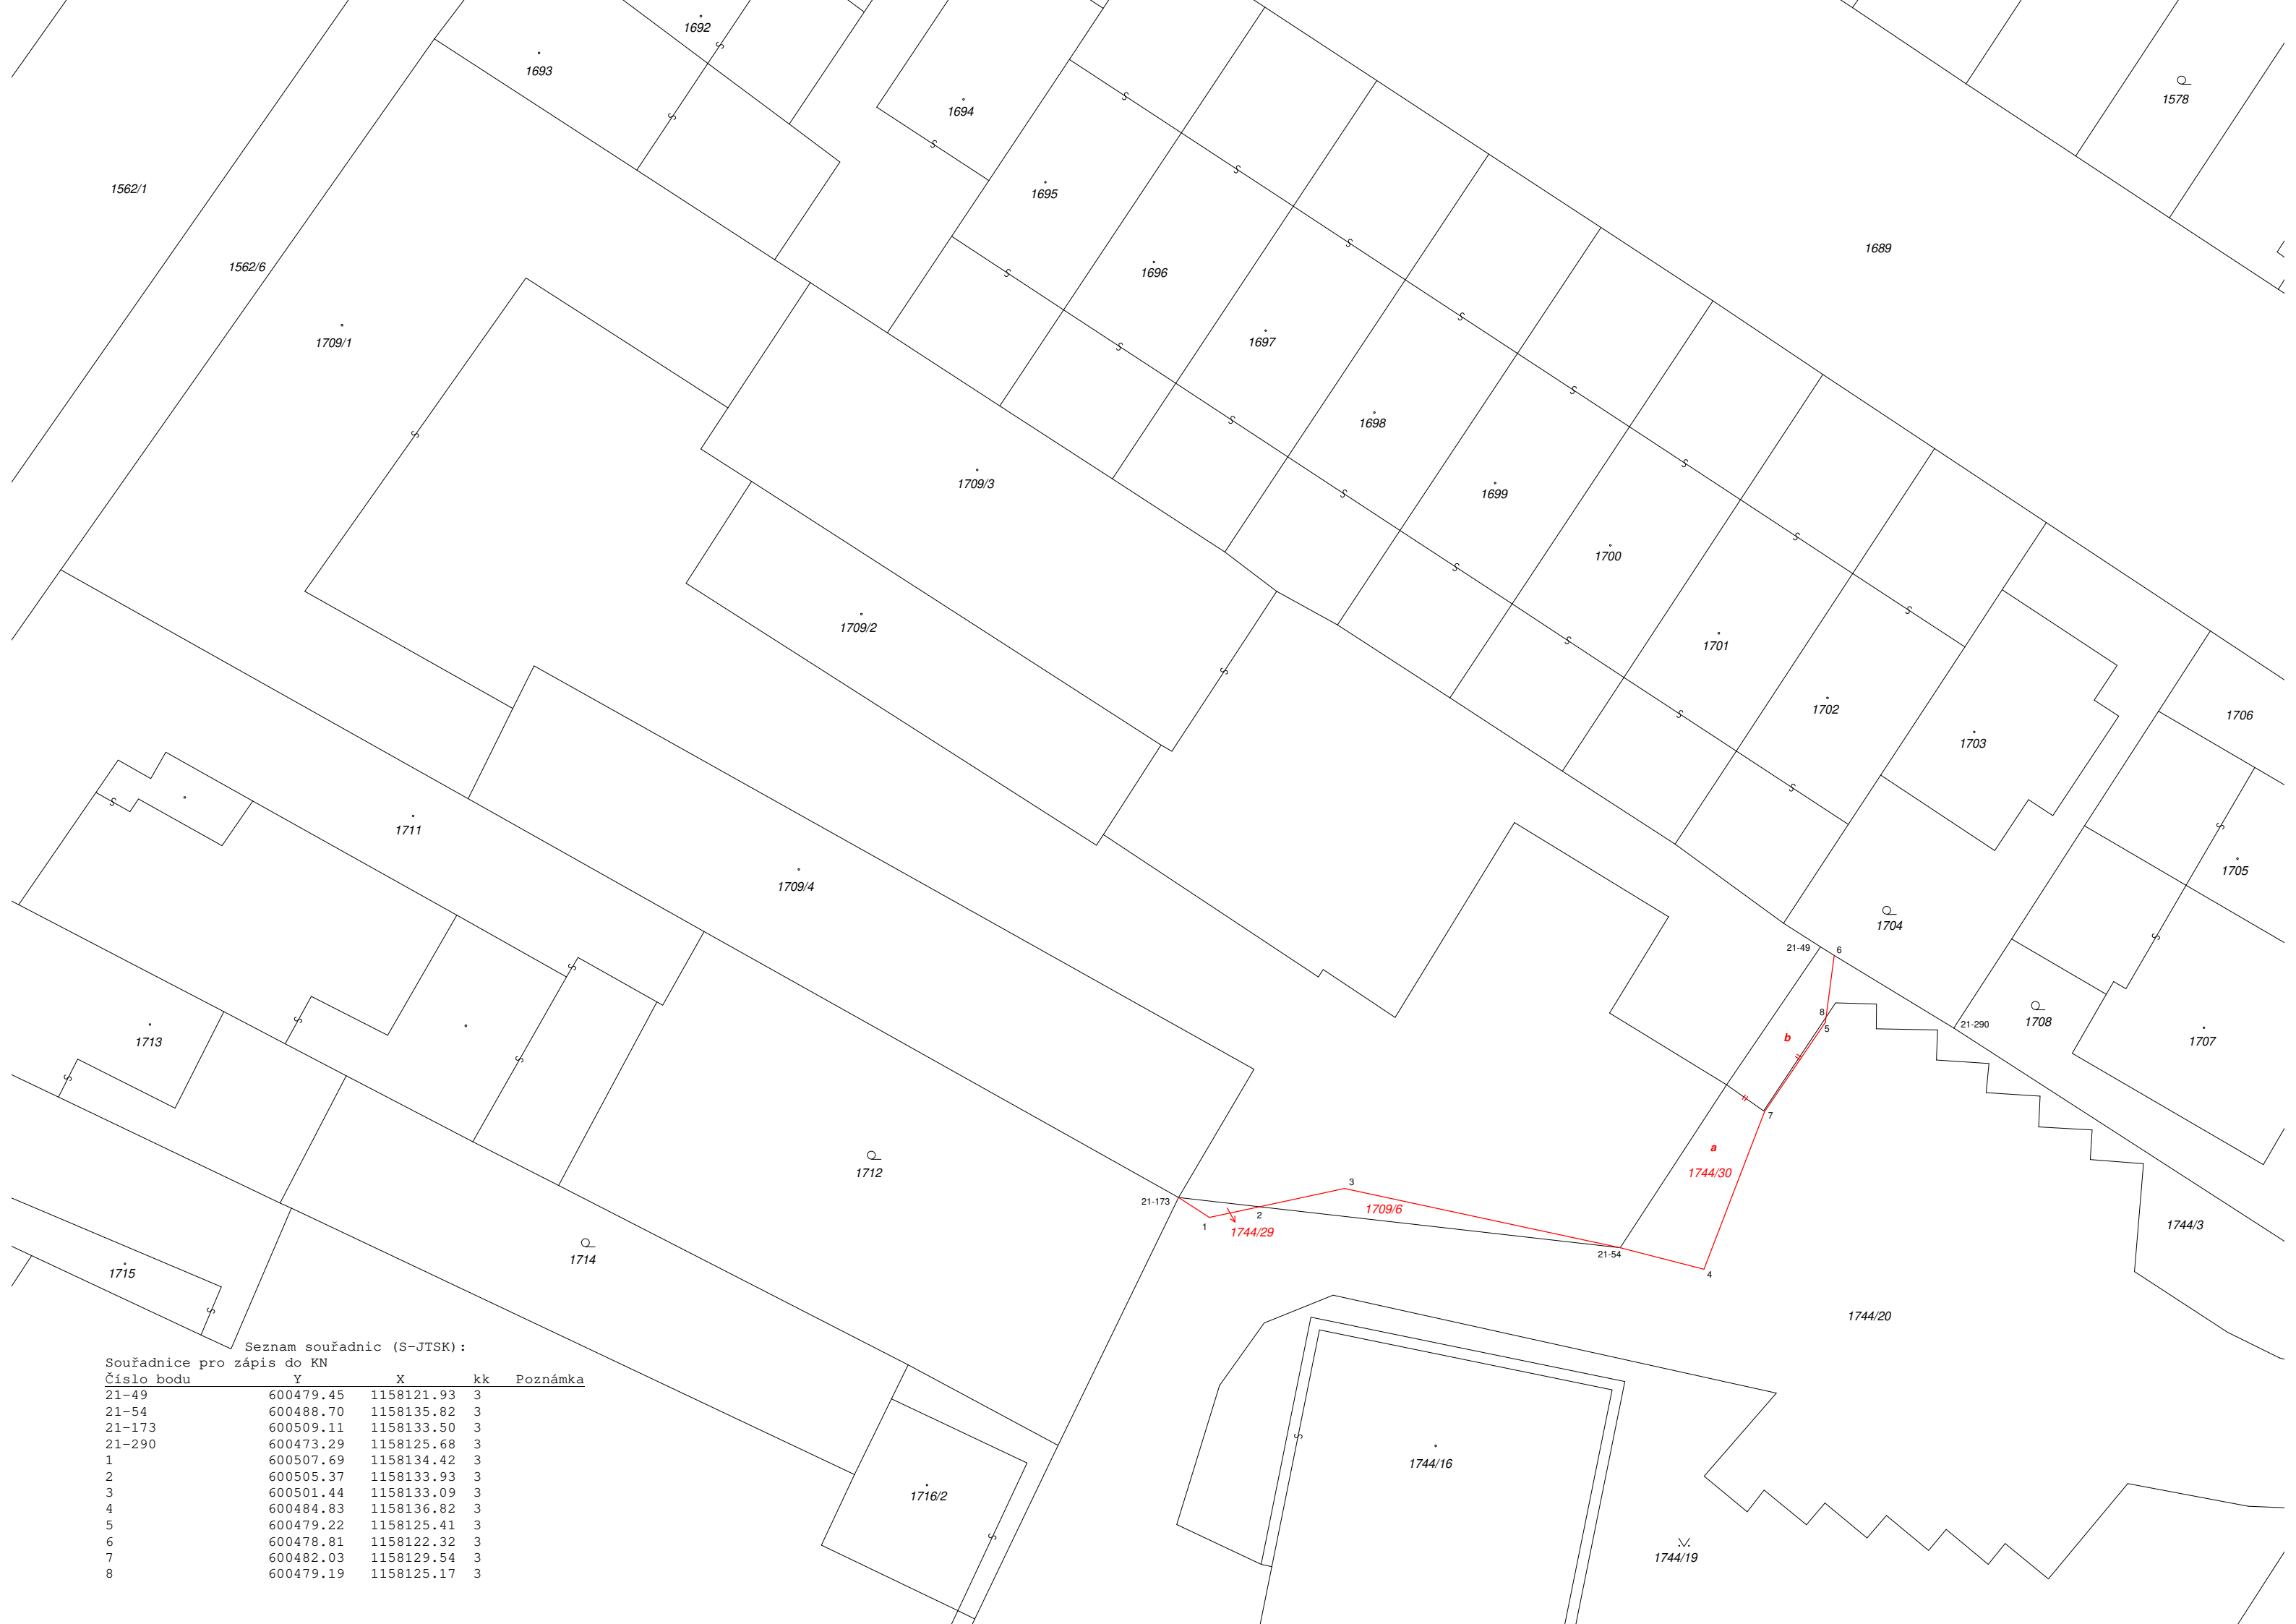 1692
1693
1578
1694
1562/1
1695
1689
1562/6
1696
1709/1
1697
1698
1709/3
1699
1700
1709/2
1701
1702
1706
1703
1711
1705
1709/4
1704
21-49
6
8
5
21-290
1708
b
1713
1707
7
a
1712
1744/30
3
21-173
1709/6
2
1
1744/29
1744/3
21-54
1714
4
1715
1744/20
Seznam souřadnic (S-JTSK):
Souřadnice pro zápis do KN
Číslo bodu Y X kk Poznámka
21-49 600479.45 1158121.93 3
21-54 600488.70 1158135.82 3
21-173 600509.11 1158133.50 3
21-290 600473.29 1158125.68 3
1 600507.69 1158134.42 3
2 600505.37 1158133.93 3
3 600501.44 1158133.09 3
4 600484.83 1158136.82 3
5 600479.22 1158125.41 3
6 600478.81 1158122.32 3
7 600482.03 1158129.54 3
8 600479.19 1158125.17 3
1744/16
1716/2
1744/19